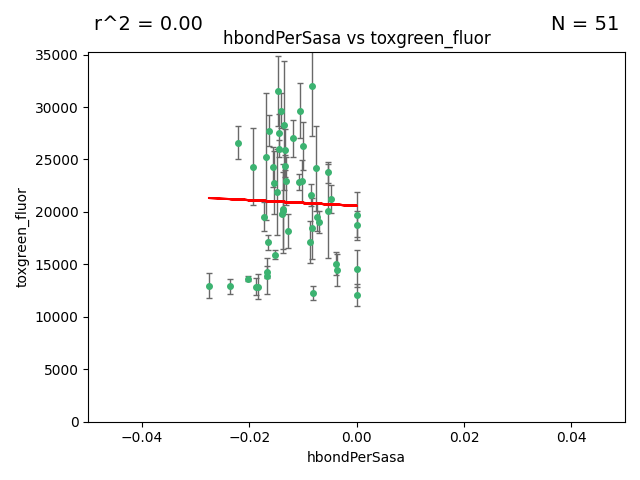 r^2 = 0.00
N = 51
hbondPerSasa vs toxgreen_fluor
35000
30000
25000
20000
15000
10000
5000
0
toxgreen_fluor
−0.04
−0.02
0.00
0.02
0.04
hbondPerSasa